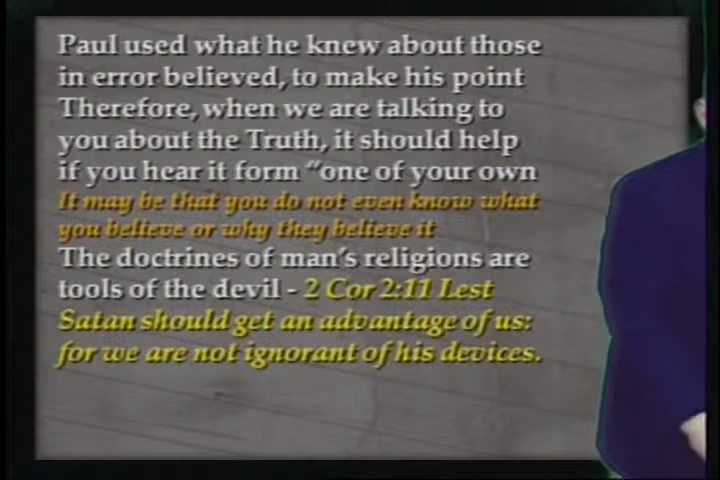 Paul used what he knew about those
in error believed, to make his point
Therefore, when we are talking to
you about the Truth, it should help
if you hear it form "one of your own
It may be that you do not even know what
you believe or why they believe it
The doctrines of man's religions are
tools of the devil - 2 Cor 2:11 Lest
Satan should get an advantage of us:
for we are not ignorant of his devices.